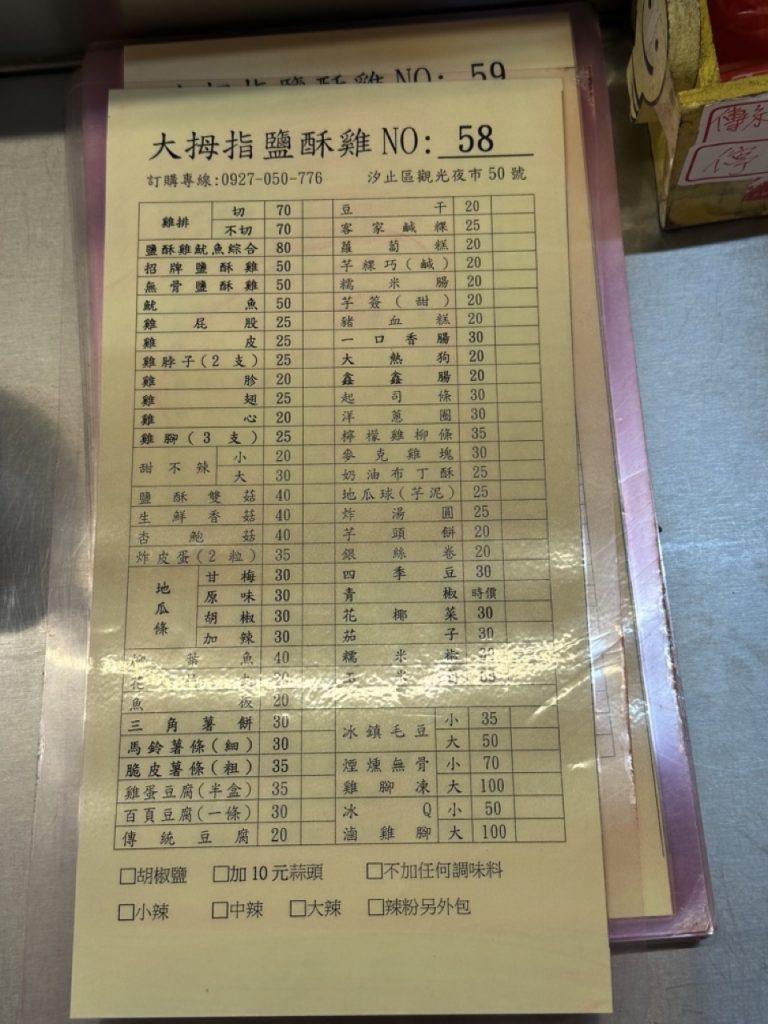 NO: 59
大拇指鹽酥雞 NO: 58
訂購專線:0927-050-776 汐止區觀光夜市50號
雞排 切 70
不切 70
鹽酥雞魷魚綜合 80
招牌鹽酥雞 50
無骨鹽酥雞 50
魷魚 50
雞屁股 25
雞皮 25
雞脖子(2支) 25
雞胗 20
雞翅 25
雞心 20
雞腳(3支) 25
甜不辣 小 20
大 30
鹽酥雙菇 40
生鮮香菇 40
杏鮑菇 40
炸皮蛋(2粒) 35
地瓜條 甘梅 30
原味 30
胡椒 30
加辣 30
柳葉魚 40
花
魚板 20
三角薯餅 30
馬鈴薯條(細) 30
脆皮薯條(粗) 35
雞蛋豆腐(半盒) 35
百頁豆腐(一條) 30
傳統豆腐 20
豆干 20
客家鹹粿 25
蘿蔔糕 20
芋粿巧(鹹) 20
糯米腸 20
芋簽(甜) 20
豬血糕 20
一口香腸 30
大熱狗 20
鑫鑫腸 20
起司條 30
洋蔥圈 30
檸檬雞柳條 35
麥克雞塊 30
奶油布丁酥 25
地瓜球(芋泥) 25
炸湯圓 25
芋頭餅 20
銀絲卷 20
四季豆 30
青椒 時價
花椰菜 30
茄子 30
糯米椒
冰鎮毛豆 小 35
大 50
煙燻無骨雞腳凍 小 70
大 100
冰Q滷雞腳 小 50
大 100
□胡椒鹽 □加10元蒜頭 □不加任何調味料
□小辣 □中辣 □大辣 □辣粉另外包